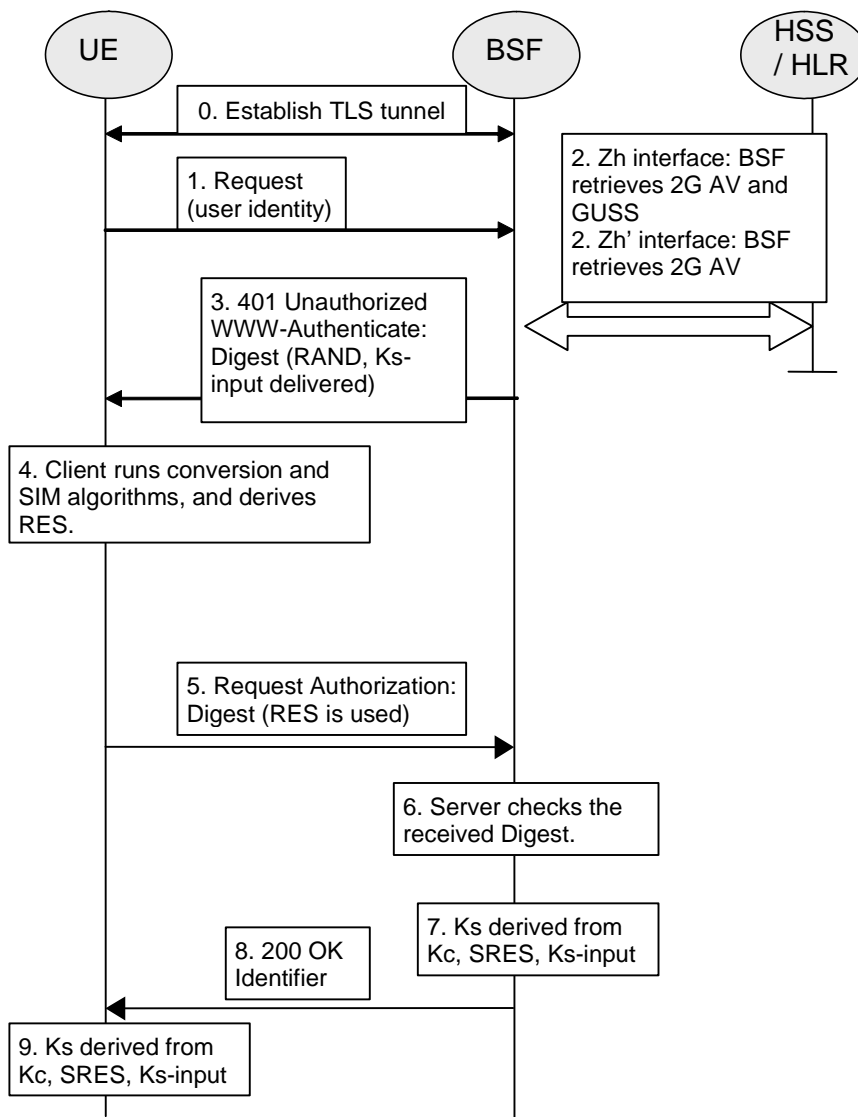 UE
BSF
HSS
/ HLR
0. Establish TLS tunnel
1. Request
(user identity)
2. Zh interface: BSF
retrieves 2G AV and
GUSS
2. Zh’ interface: BSF
retrieves 2G AV
3. 401 Unauthorized
WWW-Authenticate:
Digest (RAND, Ks-
input delivered)
4. Client runs conversion and
SIM algorithms, and derives
RES.
5. Request Authorization:
Digest (RES is used)
6. Server checks the
received Digest.
7. Ks derived from
Kc, SRES, Ks-input
8. 200 OK
Identifier
9. Ks derived from
Kc, SRES, Ks-input